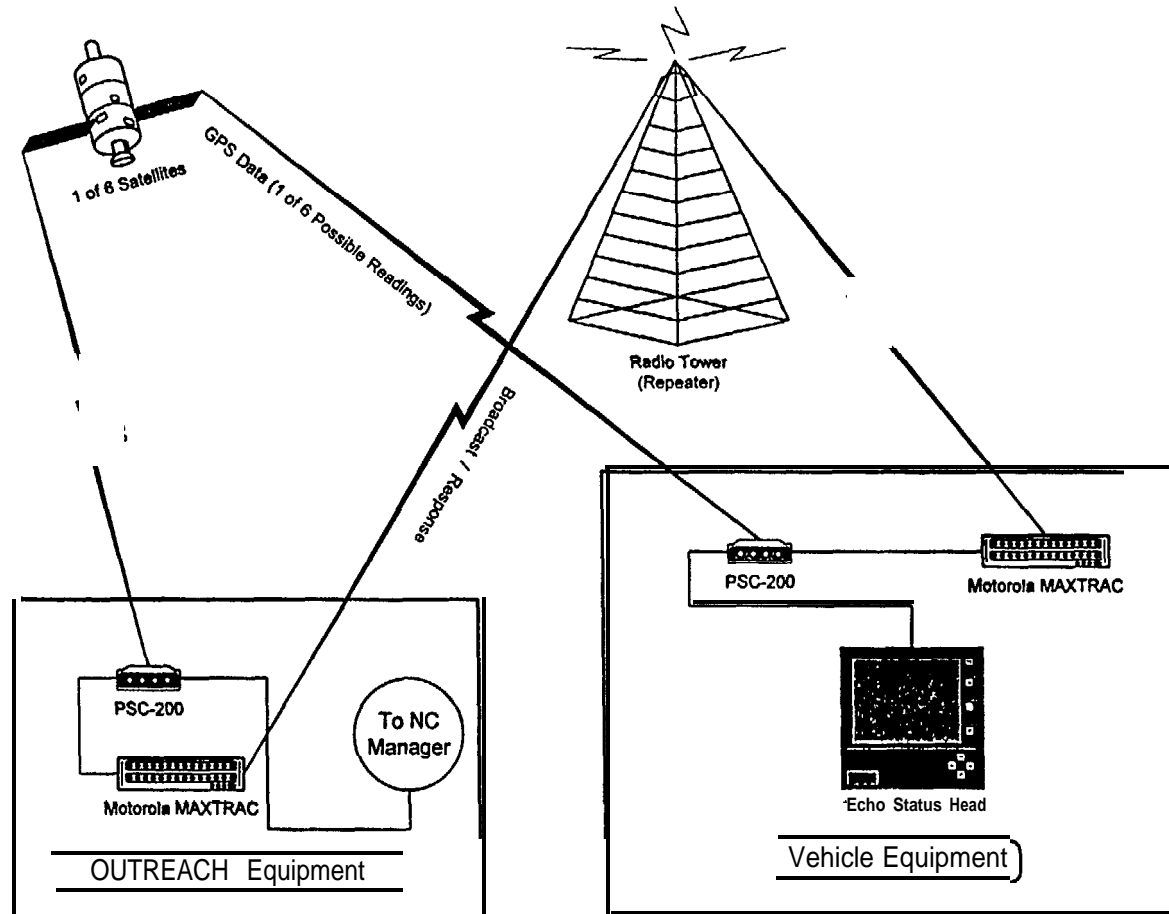 1 of 6 Satellites
GPS Data (1 of 6 Possible Readings)
Radio Tower
(Repeater)
Broadcast / Response
PSC-200
Motorola MAXTRAC
Echo Status Head
Vehicle Equipment
PSC-200
Motorola MAXTRAC
To NC
Manager
OUTREACH Equipment